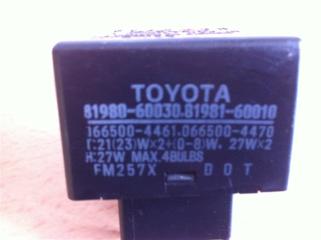 TOYOTA
81980-60030.81981-60010
166500-4461.066500-4470
T:21(23)W×2+(0-8)W. 27W×2
H:27W MAX.4BULBS
FM257X DOT